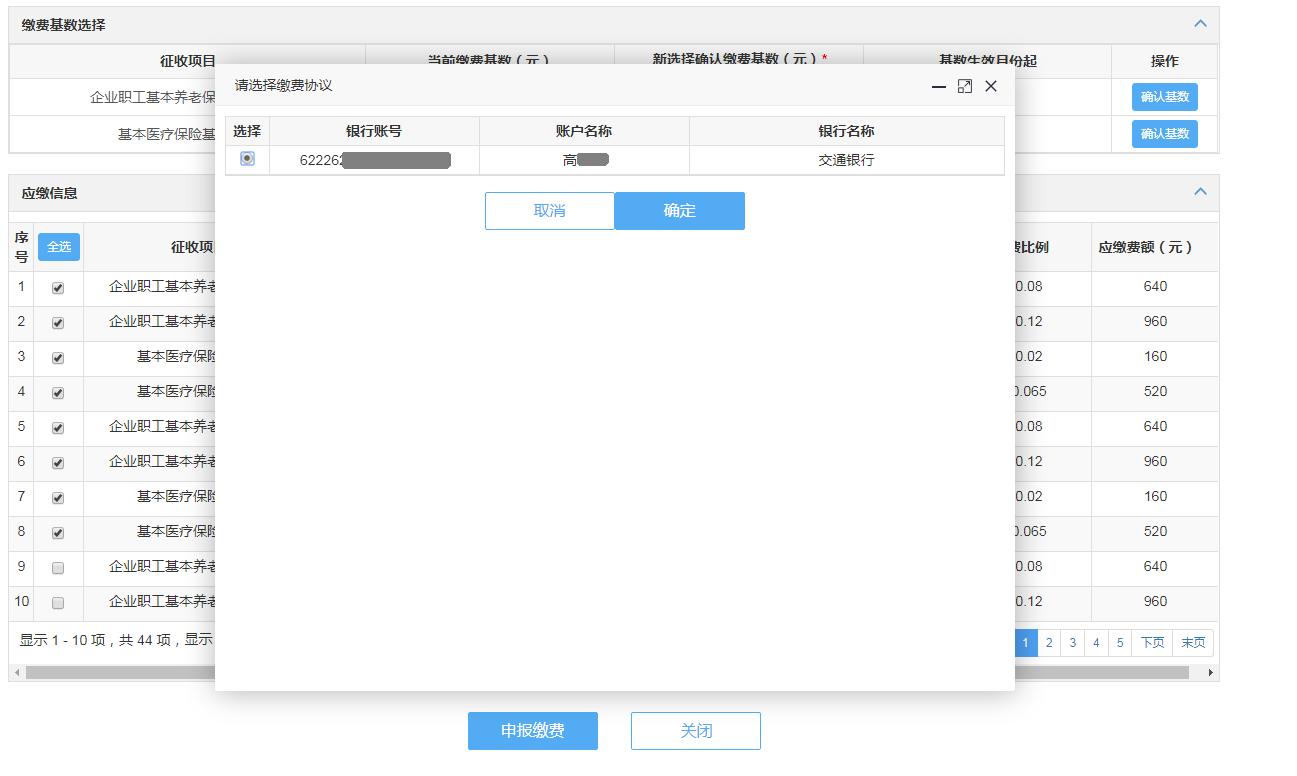 缴费基数选择
征收项目 当前缴费基数（元） 新选择确认缴费基数（元）* 基数生效月份起 操作
请选择缴费协议
企业职工基本养老保 确认基数
选择 银行账号 账户名称 银行名称
基本医疗保险基 确认基数
62226 高 交通银行
应缴信息
取消 确定
序号 全选 征收项 费比例 应缴费额（元）
1 企业职工基本养老 0.08 640
2 企业职工基本养老 0.12 960
3 基本医疗保险 0.02 160
4 基本医疗保险 0.065 520
5 企业职工基本养老 0.08 640
6 企业职工基本养老 0.12 960
7 基本医疗保险 0.02 160
8 基本医疗保险 0.065 520
9 企业职工基本养老 0.08 640
10 企业职工基本养老 0.12 960
显示 1 - 10 项，共 44 项，显示 1 2 3 4 5 下页 末页
申报缴费 关闭